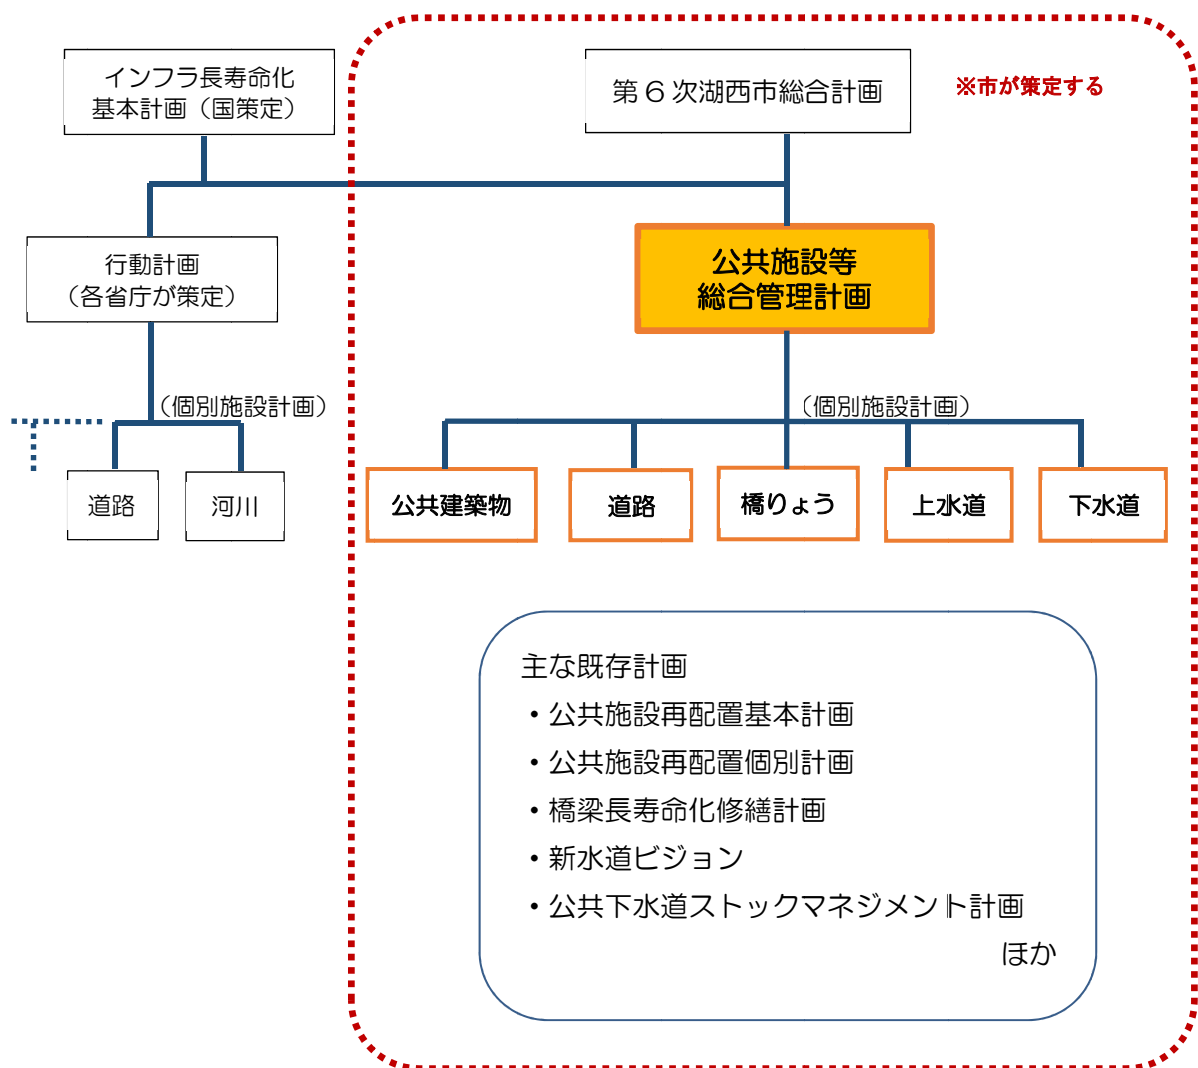 インフラ長寿命化
基本計画（国策定）
第６次湖西市総合計画
※市が策定する
行動計画
（各省庁が策定）
公共施設等
総合管理計画
（個別施設計画）
（個別施設計画）
道路
河川
公共建築物
道路
橋りょう
上水道
下水道
主な既存計画
・公共施設再配置基本計画
・公共施設再配置個別計画
・橋梁長寿命化修繕計画
・新水道ビジョン
・公共下水道ストックマネジメント計画
ほか